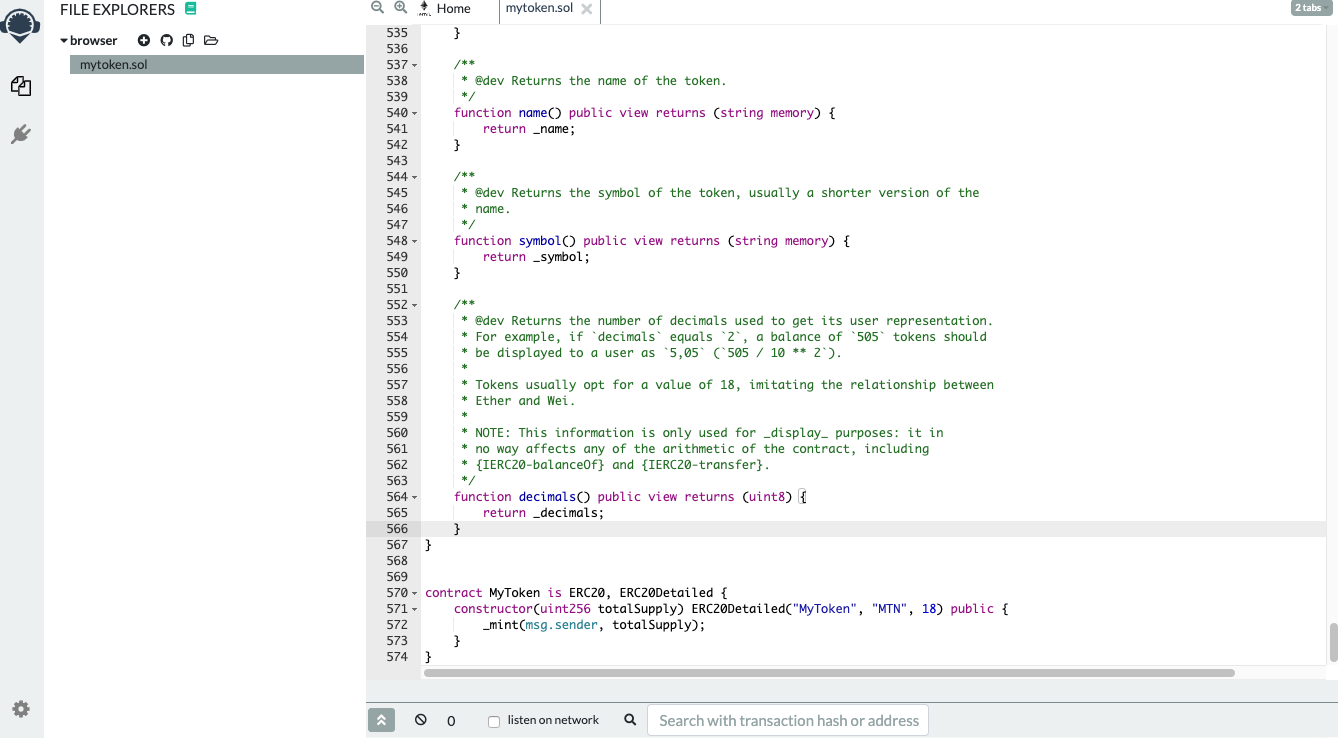 FILE EXPLORERS
browser
mytoken.sol
Home
mytoken.sol
2 tabs
535     }
536
537     /**
538      * @dev Returns the name of the token.
539      */
540     function name() public view returns (string memory) {
541         return _name;
542     }
543
544     /**
545      * @dev Returns the symbol of the token, usually a shorter version of the
546      * name.
547      */
548     function symbol() public view returns (string memory) {
549         return _symbol;
550     }
551
552     /**
553      * @dev Returns the number of decimals used to get its user representation.
554      * For example, if `decimals` equals `2`, a balance of `505` tokens should
555      * be displayed to a user as `5,05` (`505 / 10 ** 2`).
556      *
557      * Tokens usually opt for a value of 18, imitating the relationship between
558      * Ether and Wei.
559      *
560      * NOTE: This information is only used for _display_ purposes: it in
561      * no way affects any of the arithmetic of the contract, including
562      * {IERC20-balanceOf} and {IERC20-transfer}.
563      */
564     function decimals() public view returns (uint8) {
565         return _decimals;
566     }
567 }
568
569
570 contract MyToken is ERC20, ERC20Detailed {
571     constructor(uint256 totalSupply) ERC20Detailed("MyToken", "MTN", 18) public {
572         _mint(msg.sender, totalSupply);
573     }
574 }
0 listen on network Search with transaction hash or address